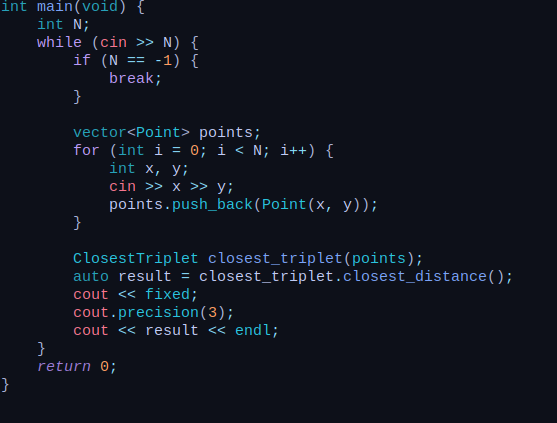 int main(void) {
    int N;
    while (cin >> N) {
        if (N == -1) {
            break;
        }

        vector<Point> points;
        for (int i = 0; i < N; i++) {
            int x, y;
            cin >> x >> y;
            points.push_back(Point(x, y));
        }

        ClosestTriplet closest_triplet(points);
        auto result = closest_triplet.closest_distance();
        cout << fixed;
        cout.precision(3);
        cout << result << endl;
    }
    return 0;
}